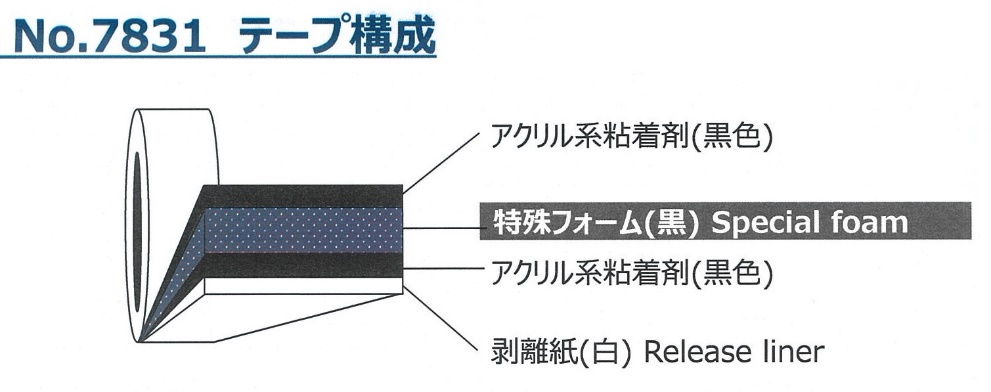 No.7831 テープ構成
アクリル系粘着剤(黒色)
特殊フォーム(黒) Special foam
アクリル系粘着剤(黒色)
剥離紙(白) Release liner